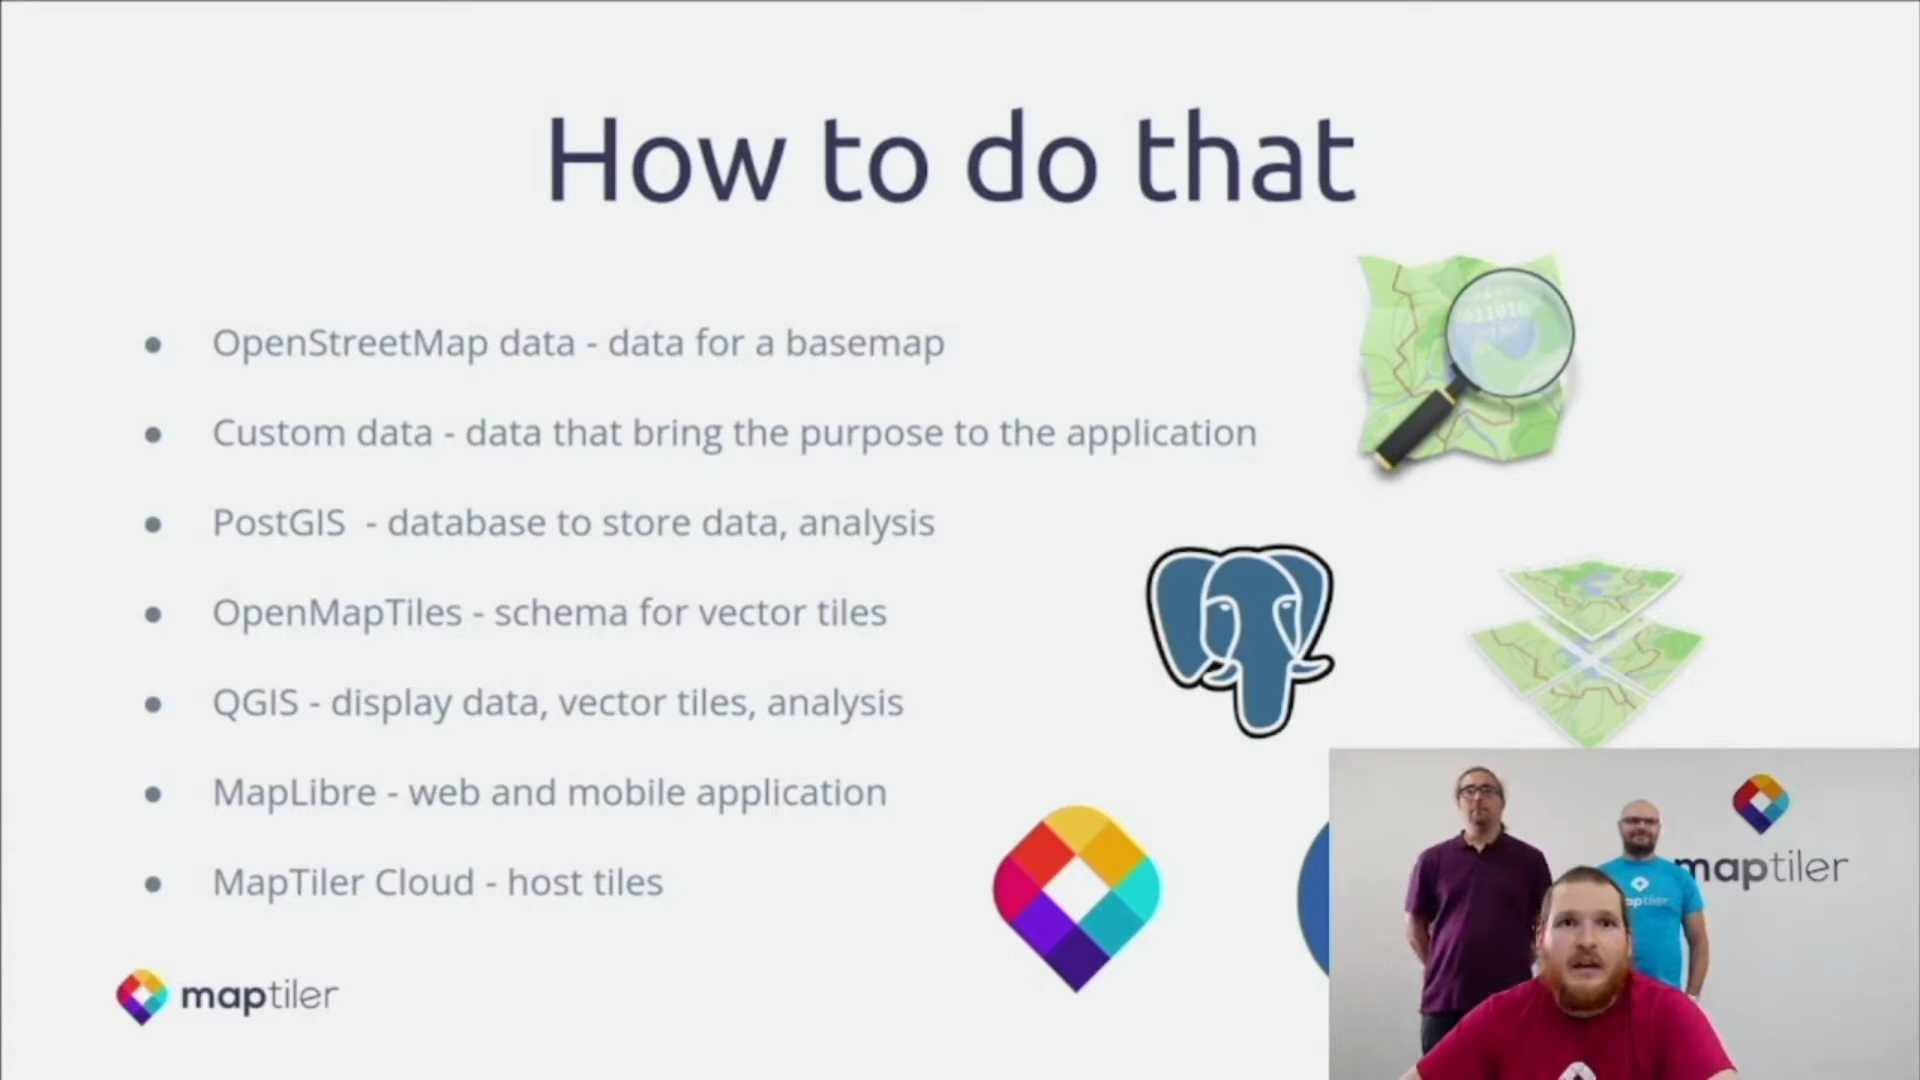 How to do that
OpenStreetMap data - data for a basemap
Custom data - data that bring the purpose to the application
PostGIS - database to store data, analysis
OpenMapTiles - schema for vector tiles
QGIS - display data, vector tiles, analysis
MapLibre - web and mobile application
MapTiler Cloud - host tiles
maptiler
maptiler